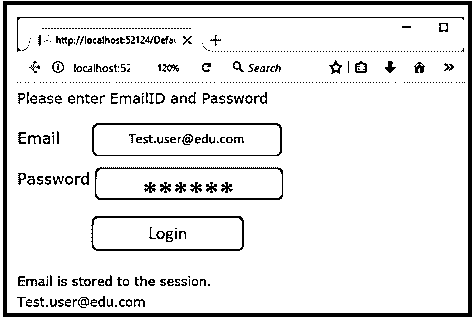 http://localhost:52124/Defau
localhost:52 120% Search
Please enter EmailID and Password
Email Test.user@edu.com
Password ******
Login
Email is stored to the session.
Test.user@edu.com